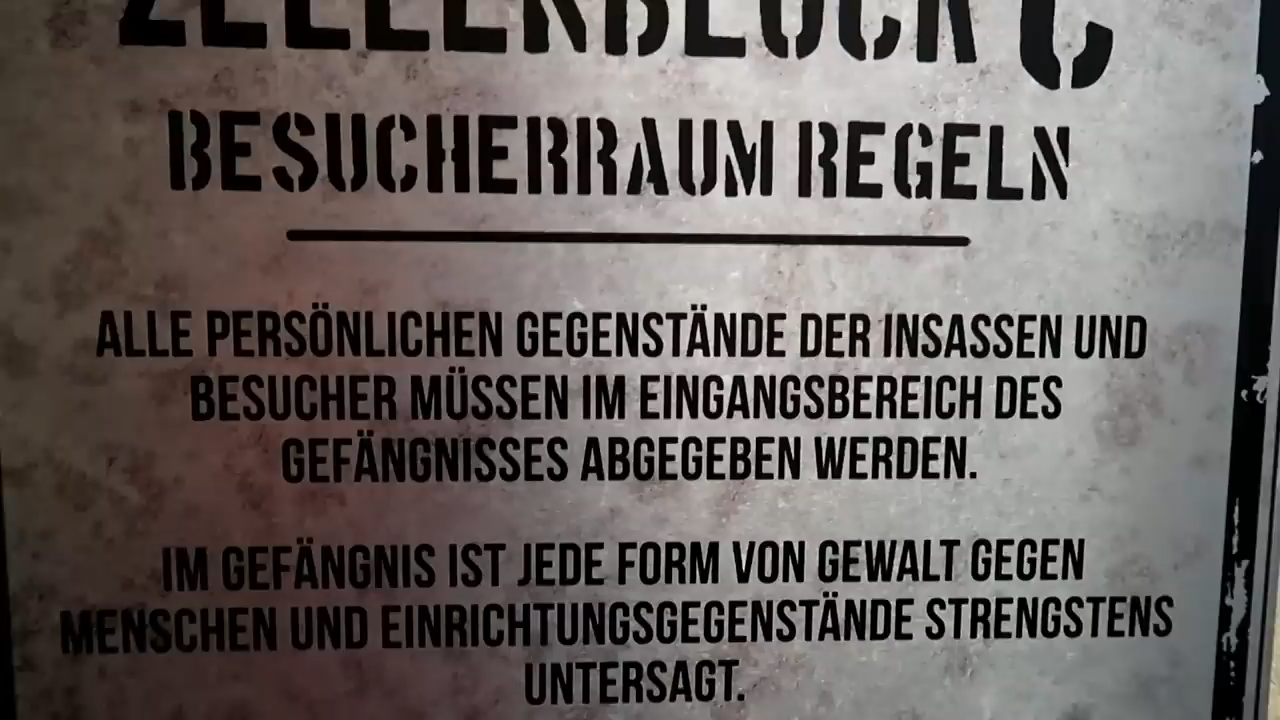 ZELLENBLOCK C
BESUCHERRAUM REGELN
ALLE PERSÖNLICHEN GEGENSTÄNDE DER INSASSEN UND
BESUCHER MÜSSEN IM EINGANGSBEREICH DES
GEFÄNGNISSES ABGEGEBEN WERDEN.
IM GEFÄNGNIS IST JEDE FORM VON GEWALT GEGEN
MENSCHEN UND EINRICHTUNGSGEGENSTÄNDE STRENGSTENS
UNTERSAGT.